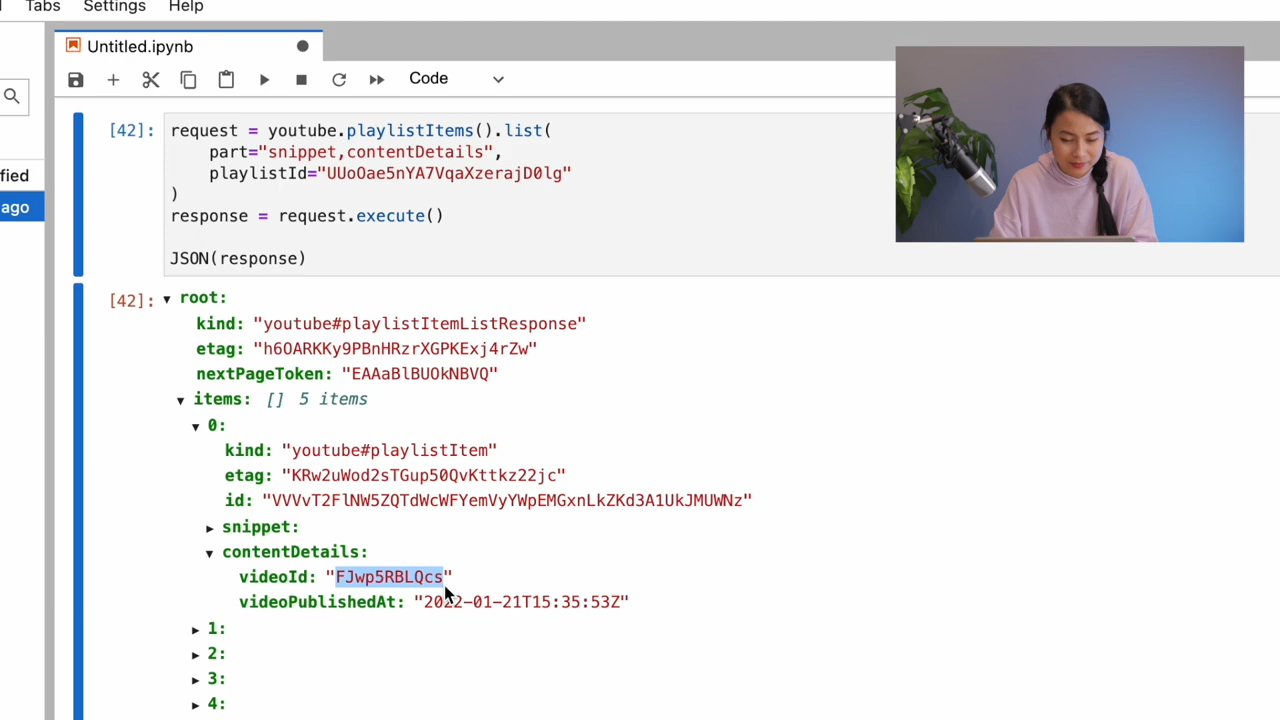 Tabs Settings Help
Untitled.ipynb
Code
fied
ago
[42]: request = youtube.playlistItems().list(
part="snippet,contentDetails",
playlistId="UUoOae5nYA7VqaXzerajD0lg"
)
response = request.execute()
JSON(response)
[42]: root:
kind: "youtube#playlistItemListResponse"
etag: "h6OARKKy9PBnHRzrXGPKExj4rZw"
nextPageToken: "EAAaBlBUOkNBVQ"
items: [] 5 items
0:
kind: "youtube#playlistItem"
etag: "KRw2uWod2sTGup50QvKttkz22jc"
id: "VVVvT2FlNW5ZQTdWcWFYemVyYWpEMGxnLkZKd3A1UkJMUWNz"
snippet:
contentDetails:
videoId: "FJwp5RBLQcs"
videoPublishedAt: "2022-01-21T15:35:53Z"
1:
2:
3:
4: